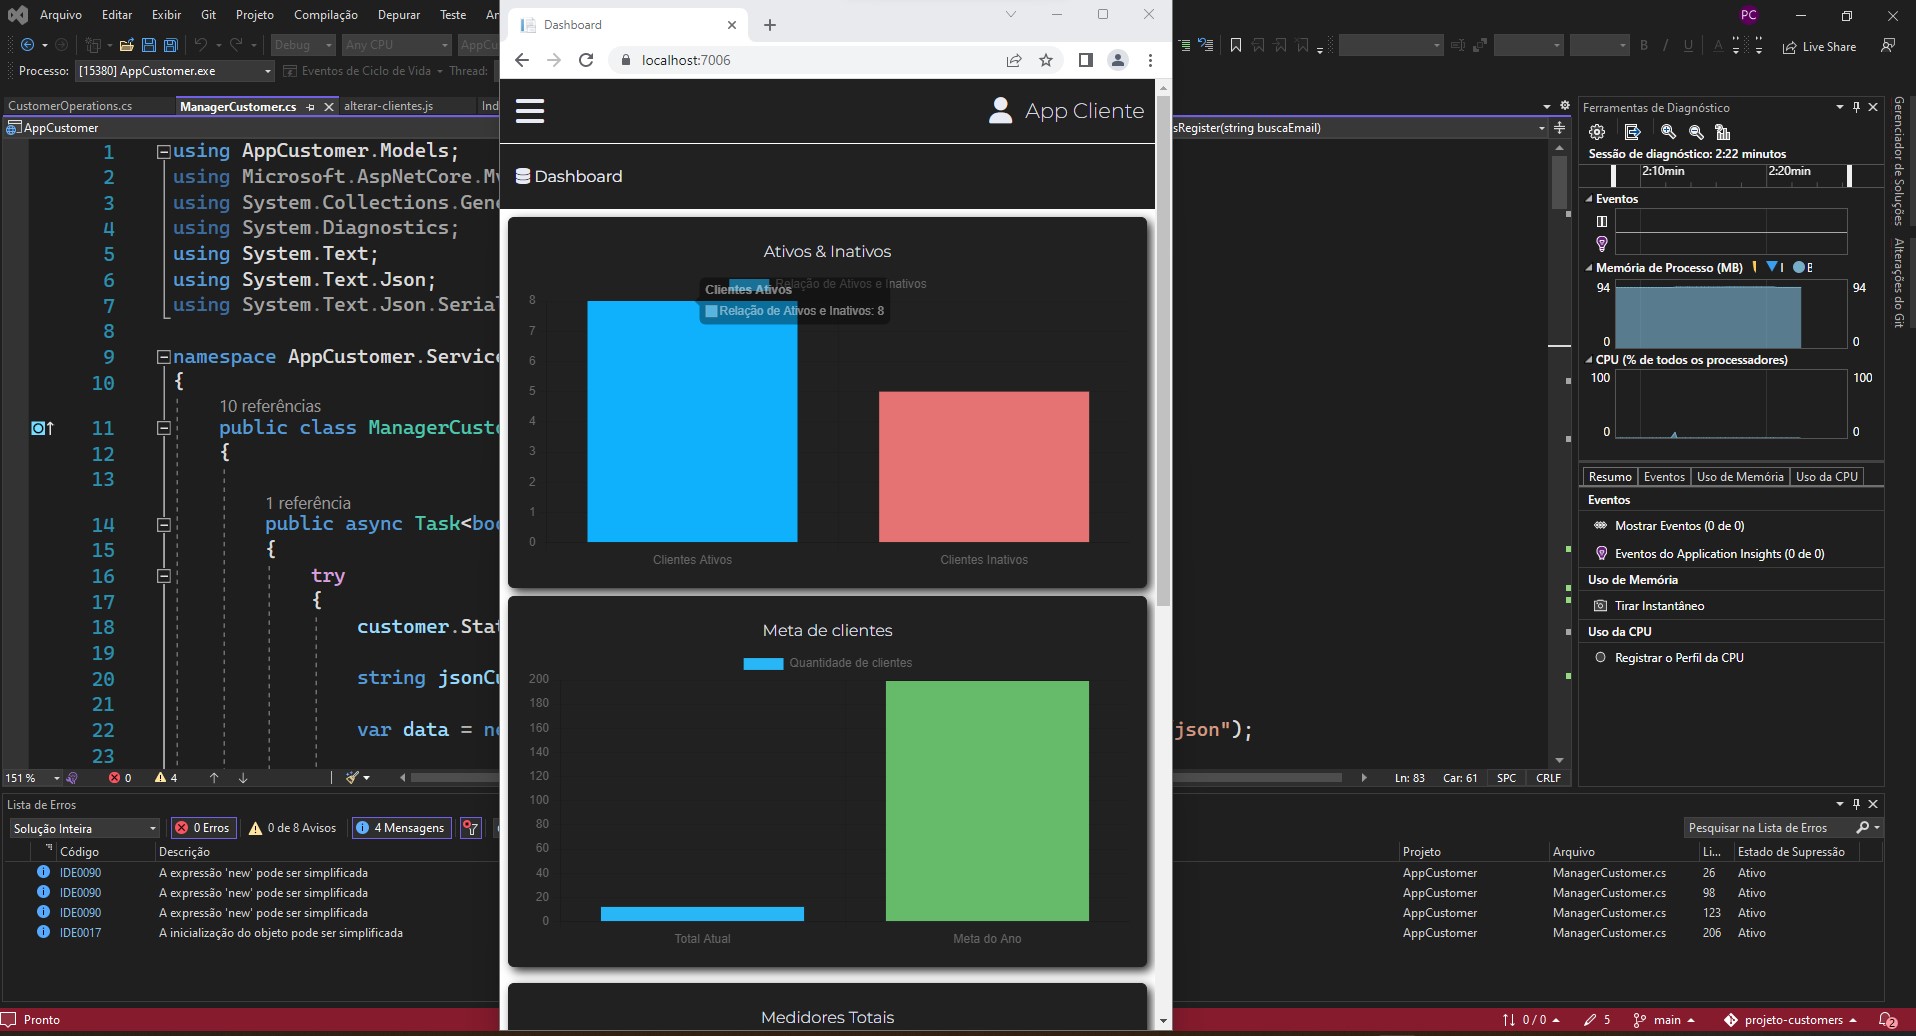 Arquivo Editar Exibir Git Projeto Compilação Depurar Teste
PC
Debug Any CPU
Live Share
Processo: [15380] AppCustomer.exe Eventos de Ciclo de Vida Thread:
CustomerOperations.cs ManagerCustomer.cs alterar-clientes.js
AppCustomer
sRegister(string buscaEmail)
1 using AppCustomer.Models;
2 using Microsoft.AspNetCore.Mv
3 using System.Collections.Gene
4 using System.Diagnostics;
5 using System.Text;
6 using System.Text.Json;
7 using System.Text.Json.Serial
8
9 namespace AppCustomer.Service
10 {
10 referências
11 public class ManagerCusto
12 {
13
1 referência
14 public async Task<boo
15 {
16 try
17 {
18 customer.Stat
19
20 string jsonCu
21
22 var data = ne
json");
23
151 % 0 4
Ln: 83 Car: 61 SPC CRLF
Dashboard
localhost:7006
App Cliente
Dashboard
Ativos & Inativos
Relação de Ativos e Inativos
Clientes Ativos
Relação de Ativos e Inativos: 8
8
7
6
5
4
3
2
1
0
Clientes Ativos Clientes Inativos
Meta de clientes
Quantidade de clientes
200
180
160
140
120
100
80
60
40
20
0
Total Atual Meta do Ano
Medidores Totais
Ferramentas de Diagnóstico
Sessão de diagnóstico: 2:22 minutos
2:10min 2:20min
Eventos
Memória de Processo (MB)
94 94
0 0
CPU (% de todos os processadores)
100 100
0 0
Resumo Eventos Uso de Memória Uso da CPU
Eventos
Mostrar Eventos (0 de 0)
Eventos do Application Insights (0 de 0)
Uso de Memória
Tirar Instantâneo
Uso da CPU
Registrar o Perfil da CPU
Gerenciador de Soluções
Alterações do Git
Lista de Erros
Solução Inteira 0 Erros 0 de 8 Avisos 4 Mensagens
Pesquisar na Lista de Erros
Código Descrição Projeto Arquivo Li... Estado de Supressão
IDE0090 A expressão 'new' pode ser simplificada AppCustomer ManagerCustomer.cs 26 Ativo
IDE0090 A expressão 'new' pode ser simplificada AppCustomer ManagerCustomer.cs 98 Ativo
IDE0090 A expressão 'new' pode ser simplificada AppCustomer ManagerCustomer.cs 123 Ativo
IDE0017 A inicialização do objeto pode ser simplificada AppCustomer ManagerCustomer.cs 206 Ativo
Pronto
0 / 0 5 main projeto-customers 2